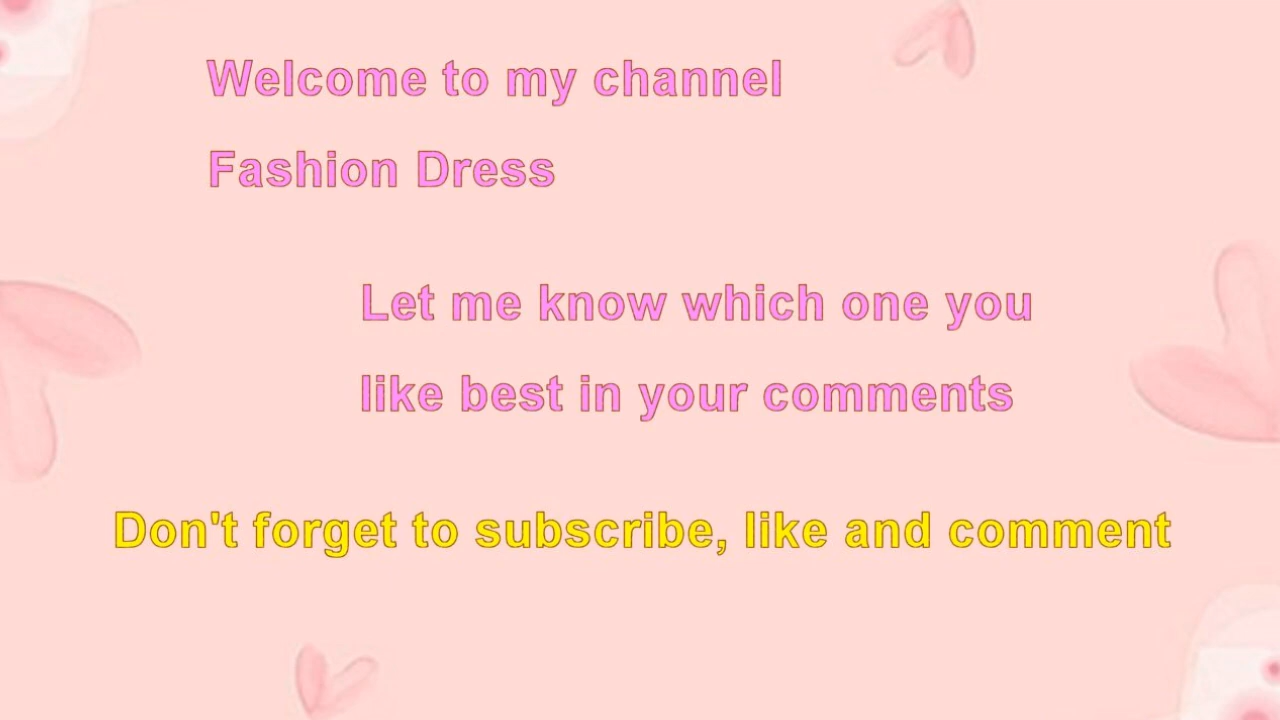 Welcome to my channel
Fashion Dress
Let me know which one you
like best in your comments
Don't forget to subscribe, like and comment